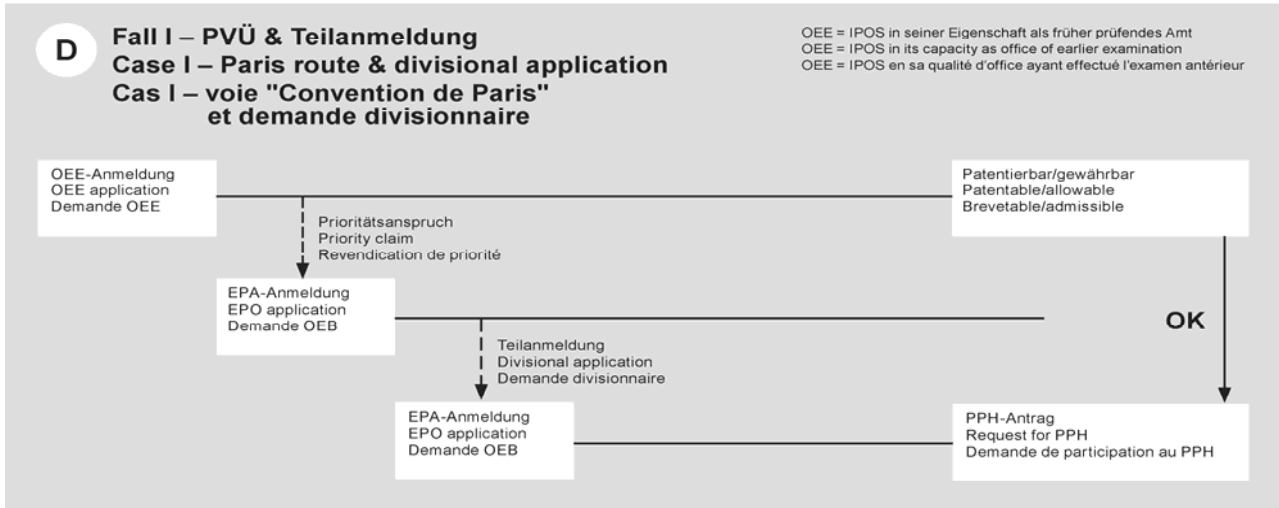 D
Fall I – PVÜ & Teilanmeldung
Case I – Paris route & divisional application
Cas I – voie "Convention de Paris"
et demande divisionnaire
OEE = IPOS in seiner Eigenschaft als früher prüfendes Amt
OEE = IPOS in its capacity as office of earlier examination
OEE = IPOS en sa qualité d'office ayant effectué l'examen antérieur
OEE-Anmeldung
OEE application
Demande OEE
Patentierbar/gewährbar
Patentable/allowable
Brevetable/admissible
Prioritätsanspruch
Priority claim
Revendication de priorité
EPA-Anmeldung
EPO application
Demande OEB
OK
Teilanmeldung
Divisional application
Demande divisionnaire
EPA-Anmeldung
EPO application
Demande OEB
PPH-Antrag
Request for PPH
Demande de participation au PPH